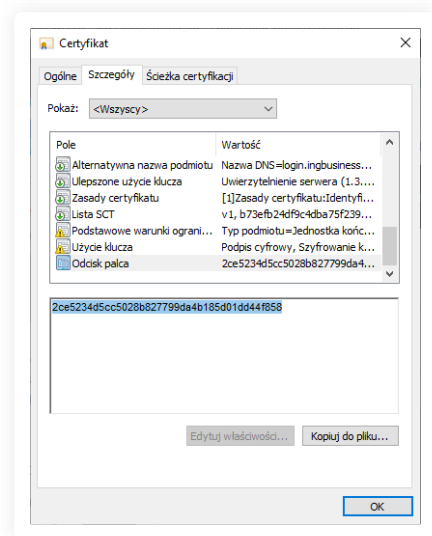 Certyfikat
Ogólne Szczegóły Ścieżka certyfikacji
Pokaż: <Wszyscy>
Pole Wartość
Alternatywna nazwa podmiotu Nazwa DNS=login.ingbusiness...
Ulepszone użycie klucza Uwierzytelnienie serwera (1.3....
Zasady certyfikatu [1]Zasady certyfikatu:Identyfi...
Lista SCT v1, b73efb24df9c4dba75f239...
Podstawowe warunki ograni... Typ podmiotu=Jednostka końc...
Użycie klucza Podpis cyfrowy, Szyfrowanie k...
Odcisk palca 2ce5234d5cc5028b827799da4...
2ce5234d5cc5028b827799da4b185d01dd44f858
Edytuj właściwości... Kopiuj do pliku...
OK